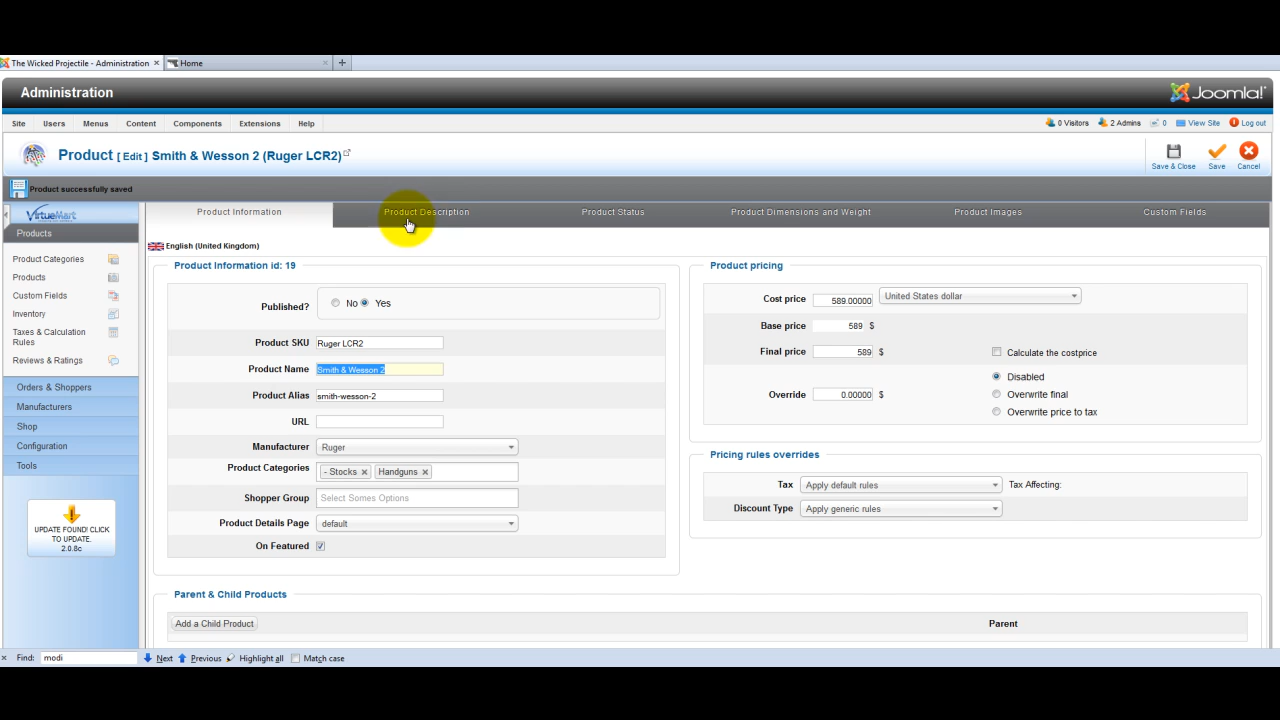 The Wicked Projectile - Administration × Home × +
Administration
Joomla!
Site Users Menus Content Components Extensions Help
0 Visitors 2 Admins 0 View Site Log out
Product [ Edit ] Smith & Wesson 2 (Ruger LCR2)
Save & Close Save Cancel
Product successfully saved
VirtueMart
Product Information Product Description Product Status Product Dimensions and Weight Product Images Custom Fields
Products
English (United Kingdom)
Product Categories
Products
Custom Fields
Inventory
Taxes & Calculation
Rules
Reviews & Ratings
Orders & Shoppers
Manufacturers
Shop
Configuration
Tools
UPDATE FOUND! CLICK
TO UPDATE.
2.0.8c
Product Information id: 19
Published? No Yes
Product SKU Ruger LCR2
Product Name Smith & Wesson 2
Product Alias smith-wesson-2
URL
Manufacturer Ruger
Product Categories - Stocks × Handguns ×
Shopper Group Select Somes Options
Product Details Page default
On Featured
Product pricing
Cost price 589.00000 United States dollar
Base price 589 $
Final price 589 $ Calculate the costprice
Disabled
Override 0.00000 $ Overwrite final
Overwrite price to tax
Pricing rules overrides
Tax Apply default rules Tax Affecting:
Discount Type Apply generic rules
Parent & Child Products
Add a Child Product Parent
× Find: modi Next Previous Highlight all Match case